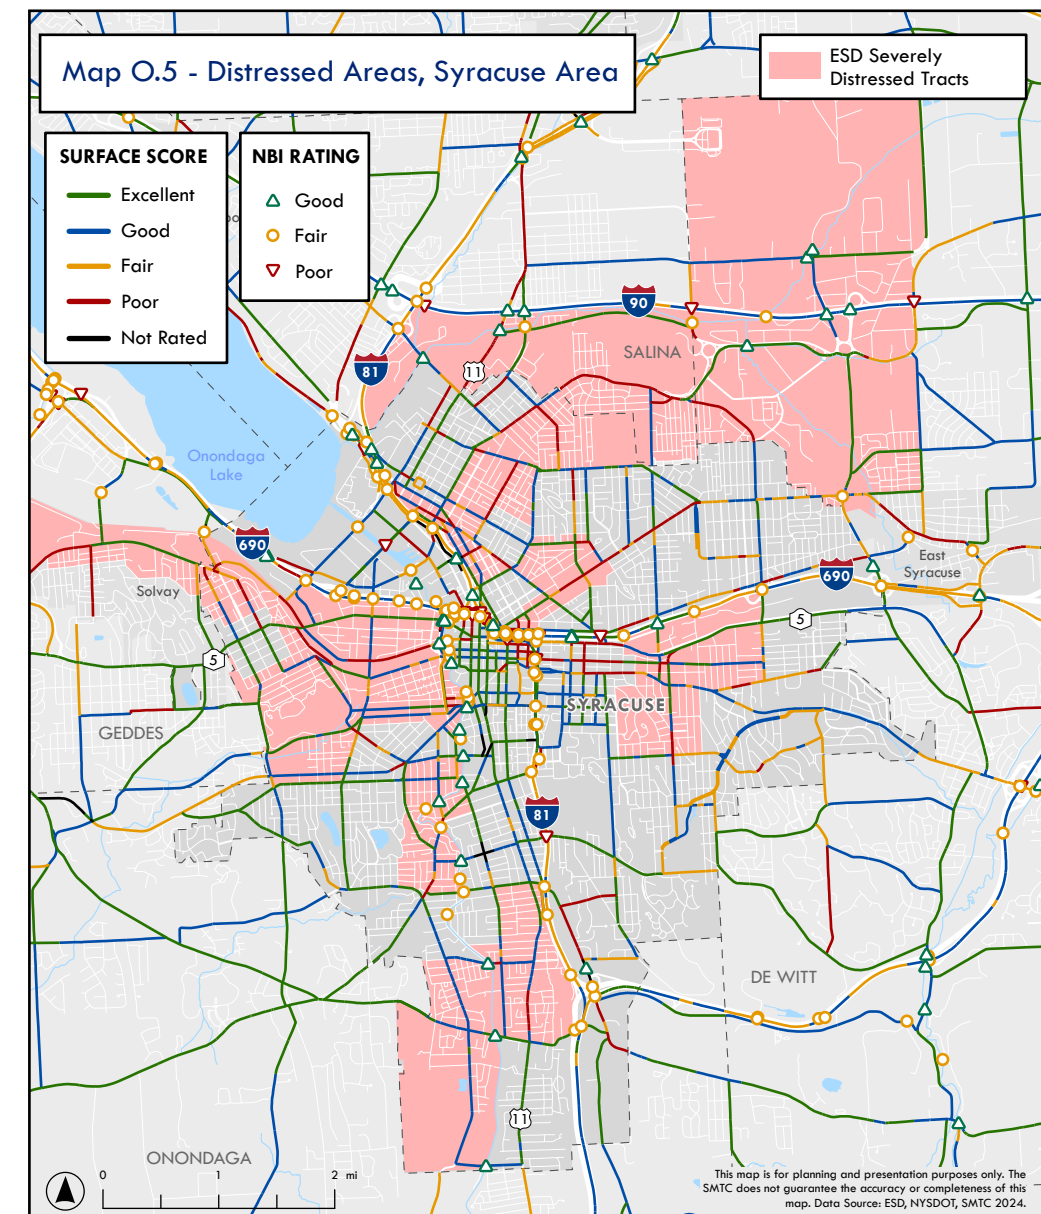 Map O.5 - Distressed Areas, Syracuse Area
ESD Severely
Distressed Tracts
SURFACE SCORE
Excellent
Good
Fair
Poor
Not Rated
NBI RATING
Good
Fair
Poor
90
SALINA
11
81
Onondaga
Lake
690
Solvay
5
East
Syracuse
690
5
GEDDES
SYRACUSE
81
DE WITT
11
ONONDAGA
0 1 2 mi
This map is for planning and presentation purposes only. The
SMTC does not guarantee the accuracy or completeness of this
map. Data Source: ESD, NYSDOT, SMTC 2024.